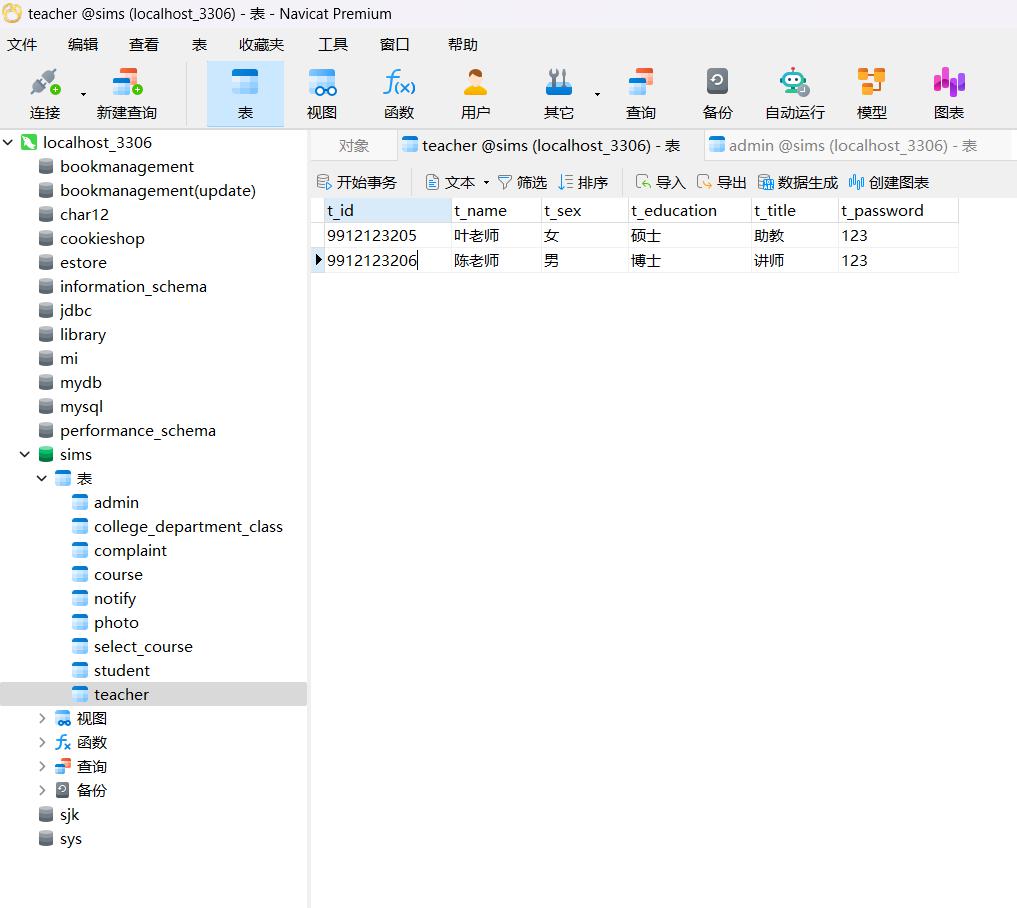 teacher @sims (localhost_3306) - 表 - Navicat Premium
文件 编辑 查看 表 收藏夹 工具 窗口 帮助
连接 新建查询 表 视图 函数 用户 其它 查询 备份 自动运行 模型 图表
localhost_3306
bookmanagement
bookmanagement(update)
char12
cookieshop
estore
information_schema
jdbc
library
mi
mydb
mysql
performance_schema
sims
表
admin
college_department_class
complaint
course
notify
photo
select_course
student
teacher
视图
函数
查询
备份
sjk
sys
对象 teacher @sims (localhost_3306) - 表 admin @sims (localhost_3306) - 表
开始事务 文本 筛选 排序 导入 导出 数据生成 创建图表
t_id t_name t_sex t_education t_title t_password
9912123205 叶老师 女 硕士 助教 123
9912123206 陈老师 男 博士 讲师 123